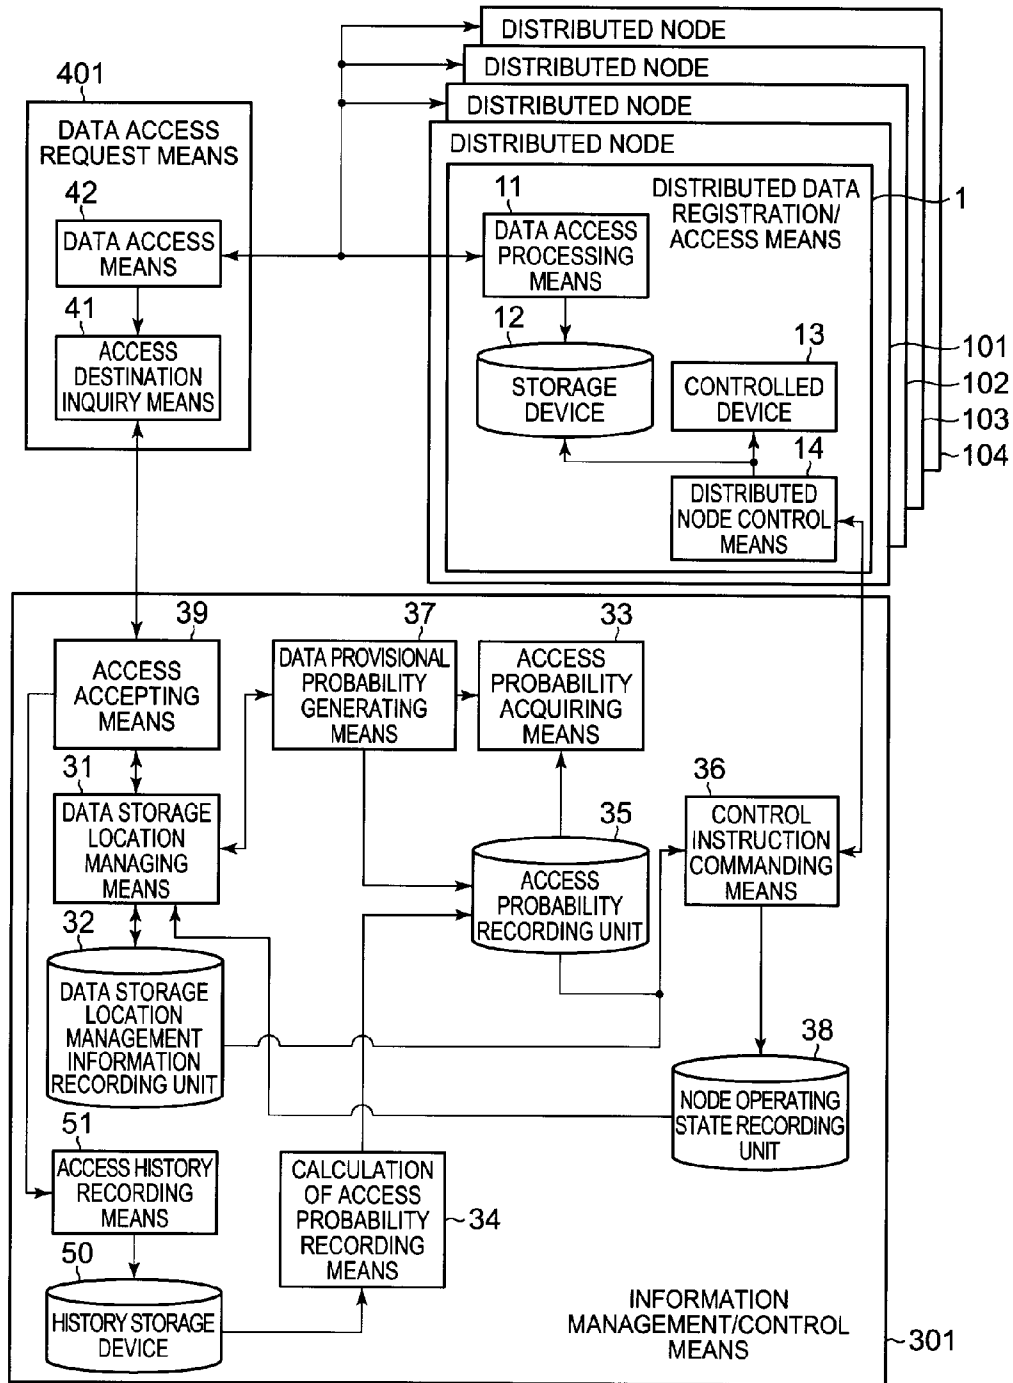 DISTRIBUTED NODE
DISTRIBUTED NODE
DISTRIBUTED NODE
DISTRIBUTED NODE
401
DATA ACCESS
REQUEST MEANS
42
DATA ACCESS
MEANS
41
ACCESS
DESTINATION
INQUIRY MEANS
11
DATA ACCESS
PROCESSING
MEANS
DISTRIBUTED DATA
REGISTRATION/
ACCESS MEANS
1
12
STORAGE
DEVICE
13
CONTROLLED
DEVICE
14
DISTRIBUTED
NODE CONTROL
MEANS
101
102
103
104
39
ACCESS
ACCEPTING
MEANS
37
DATA PROVISIONAL
PROBABILITY
GENERATING
MEANS
33
ACCESS
PROBABILITY
ACQUIRING
MEANS
31
DATA STORAGE
LOCATION
MANAGING
MEANS
35
ACCESS
PROBABILITY
RECORDING UNIT
36
CONTROL
INSTRUCTION
COMMANDING
MEANS
32
DATA STORAGE
LOCATION
MANAGEMENT
INFORMATION
RECORDING UNIT
38
NODE OPERATING
STATE RECORDING
UNIT
51
ACCESS HISTORY
RECORDING
MEANS
CALCULATION
OF ACCESS
PROBABILITY
RECORDING
MEANS
34
50
HISTORY STORAGE
DEVICE
INFORMATION
MANAGEMENT/CONTROL
MEANS
301